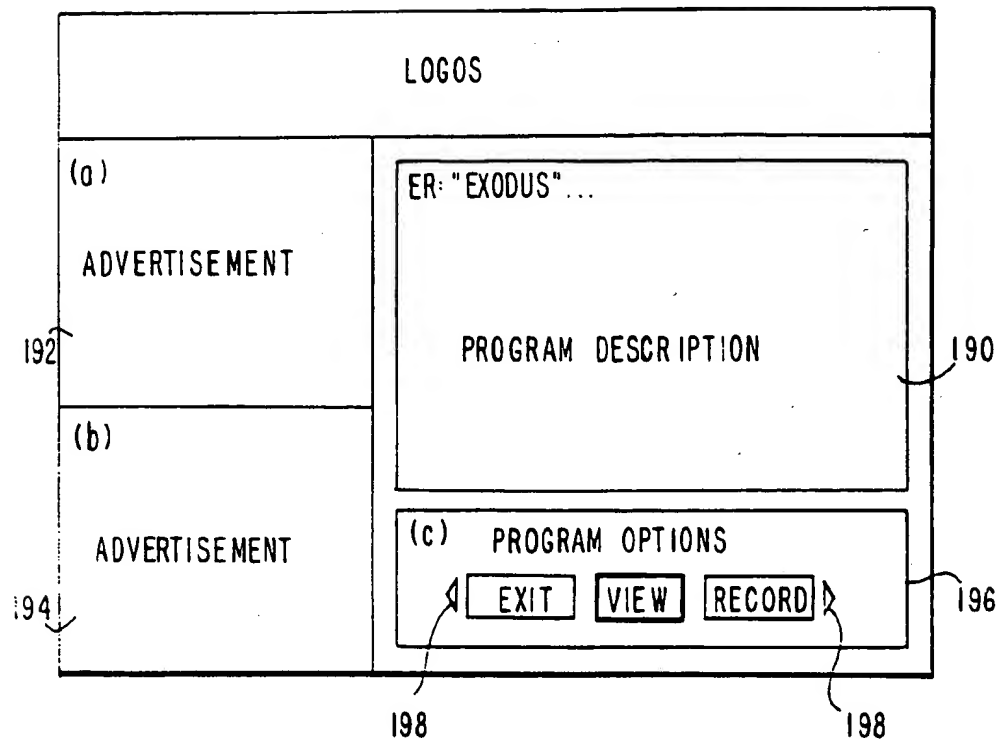 LOGOS
(a)
ADVERTISEMENT
192
(b)
ADVERTISEMENT
194
ER: "EXODUS"...
PROGRAM DESCRIPTION
190
(c) PROGRAM OPTIONS
EXIT VIEW RECORD
196
198 198